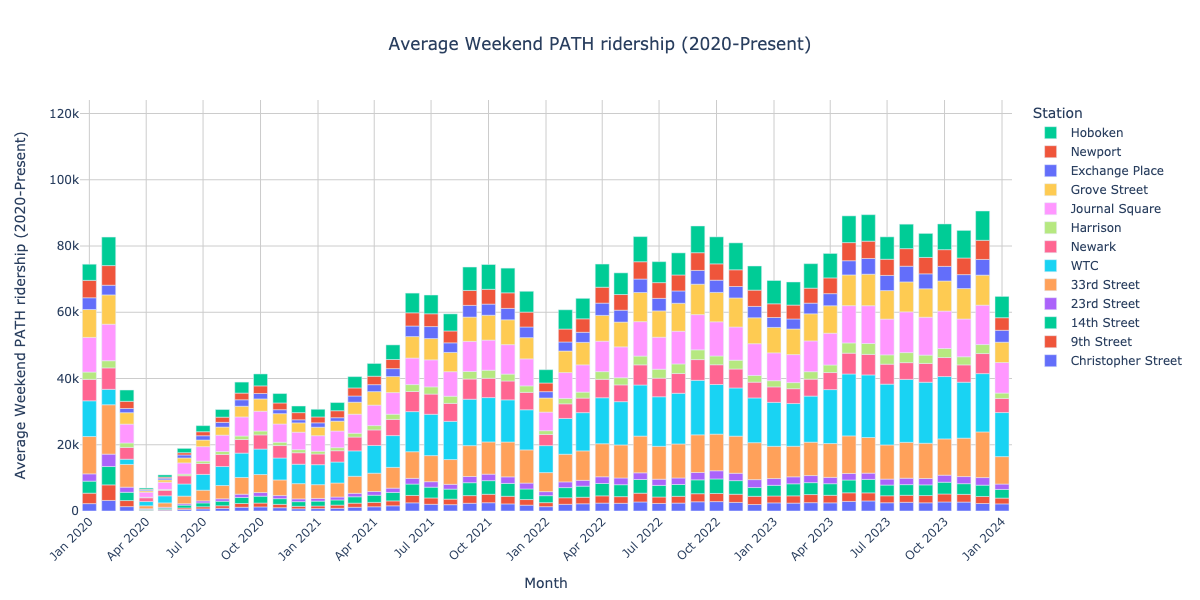 Average Weekend PATH ridership (2020-Present)
Average Weekend PATH ridership (2020-Present)
120k
100k
80k
60k
40k
20k
0
Jan 2020
Apr 2020
Jul 2020
Oct 2020
Jan 2021
Apr 2021
Jul 2021
Oct 2021
Jan 2022
Apr 2022
Jul 2022
Oct 2022
Jan 2023
Apr 2023
Jul 2023
Oct 2023
Jan 2024
Month
Station
Hoboken
Newport
Exchange Place
Grove Street
Journal Square
Harrison
Newark
WTC
33rd Street
23rd Street
14th Street
9th Street
Christopher Street